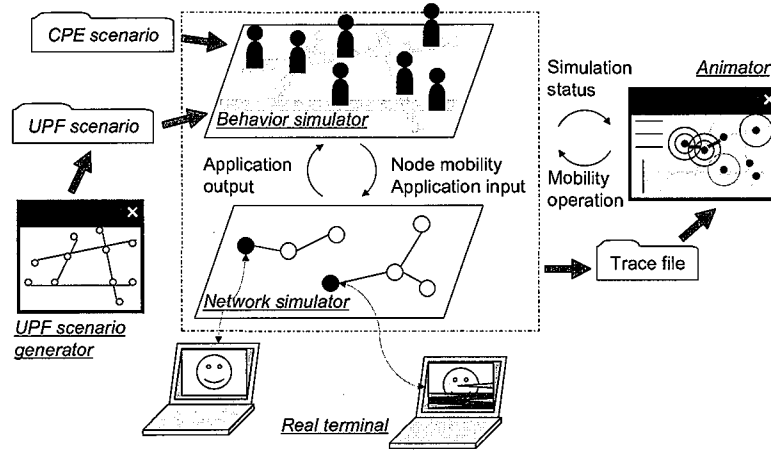 CPE scenario
UPF scenario
Behavior simulator
Simulation
status
Animator
Application
output
Node mobility
Application input
Mobility
operation
Trace file
Network simulator
UPF scenario
generator
Real terminal